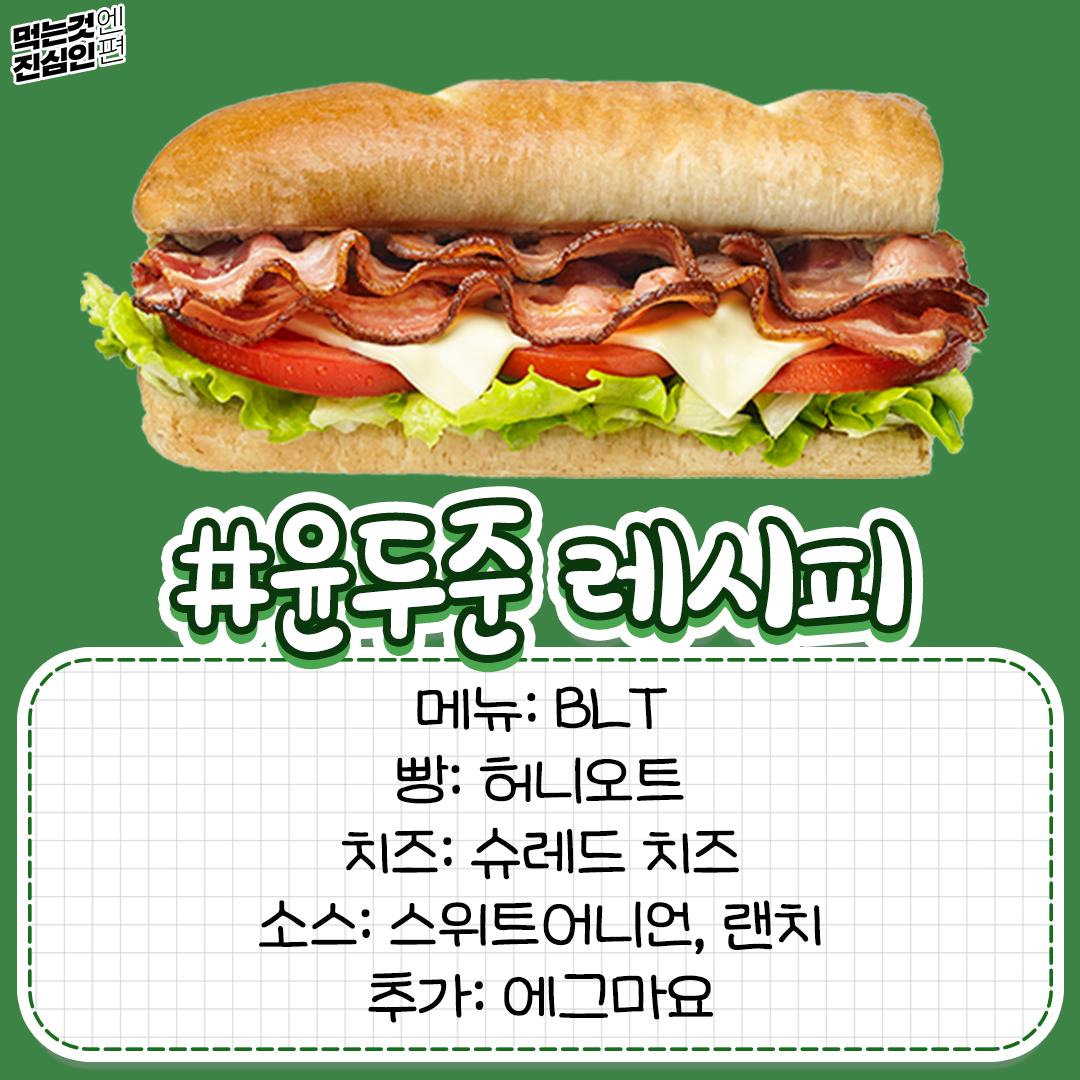 먹는것에
진심인편
#윤두준 레시피
메뉴: BLT
빵: 허니오트
치즈: 슈레드 치즈
소스: 스위트어니언, 랜치
추가: 에그마요